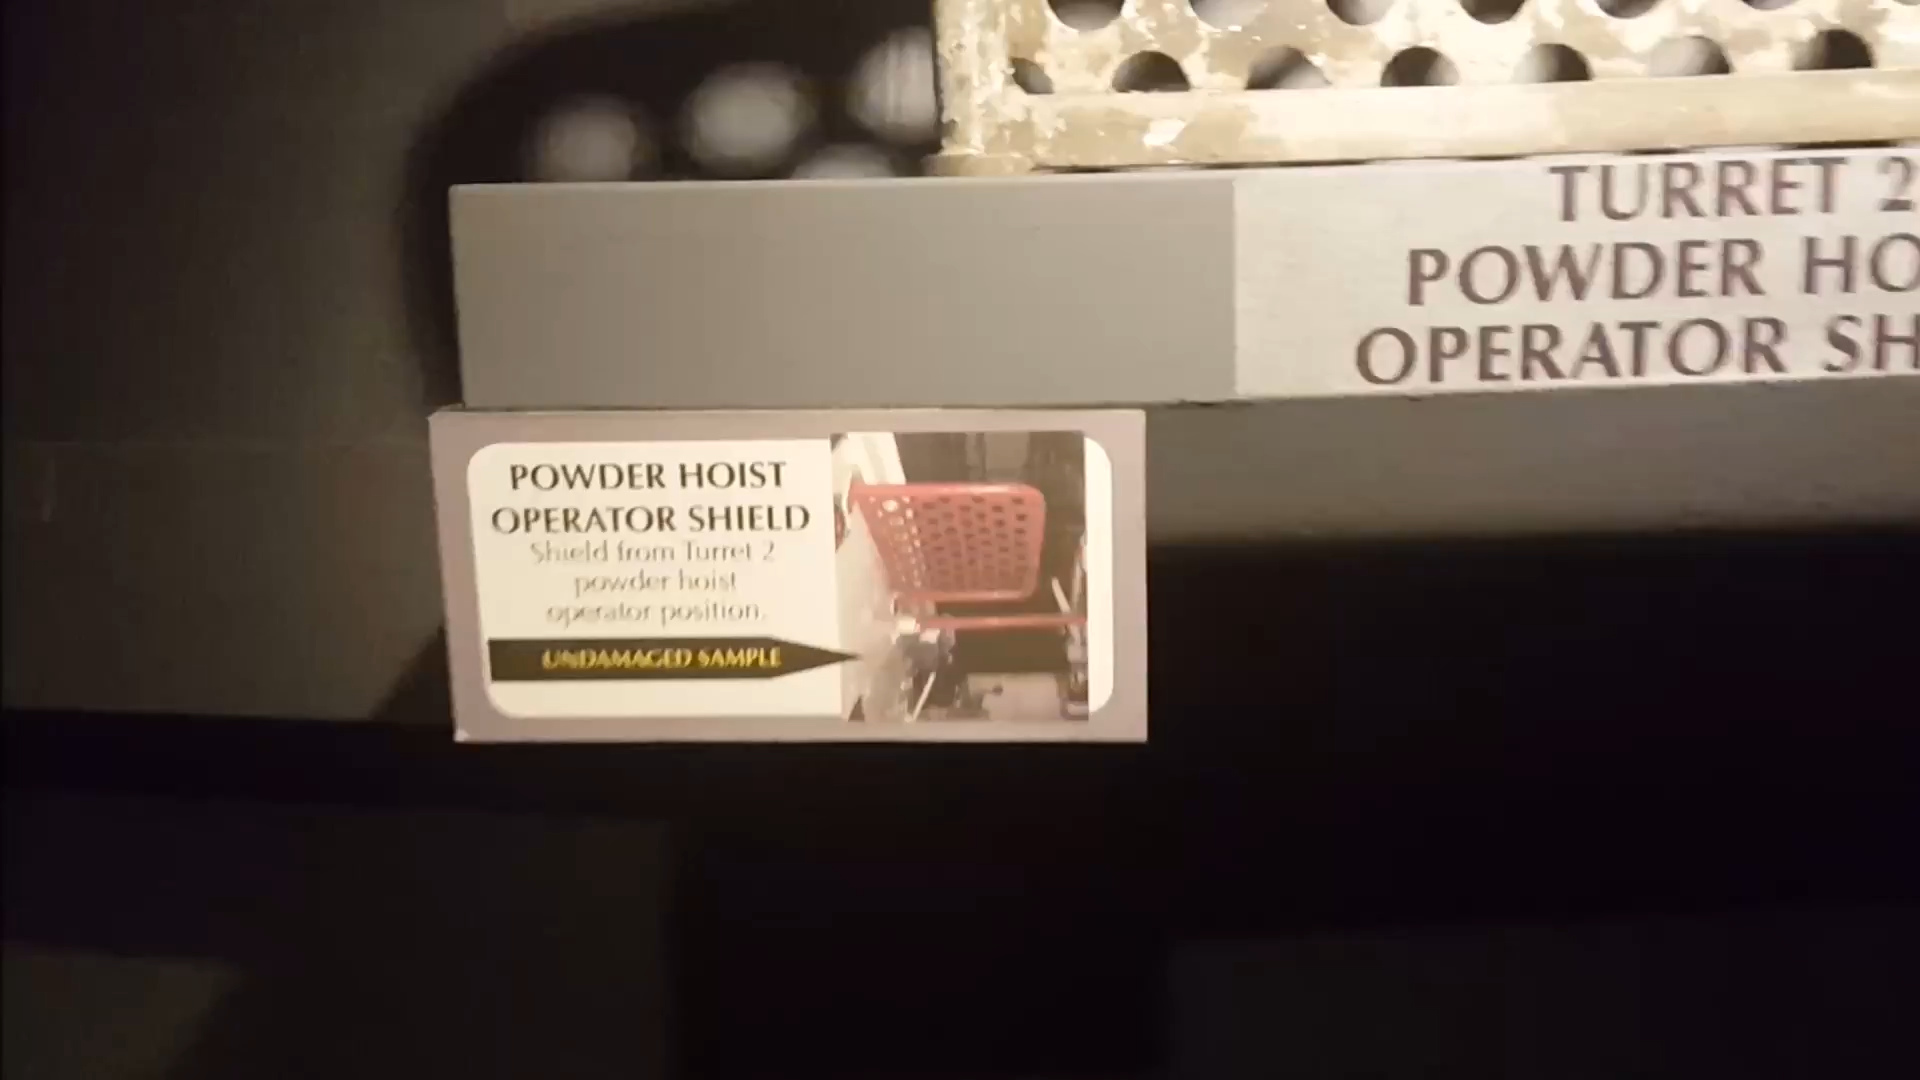 TURRET 2
POWDER HO
OPERATOR SH
POWDER HOIST
OPERATOR SHIELD
Shield from Turret 2
powder hoist
operator position.
UNDAMAGED SAMPLE